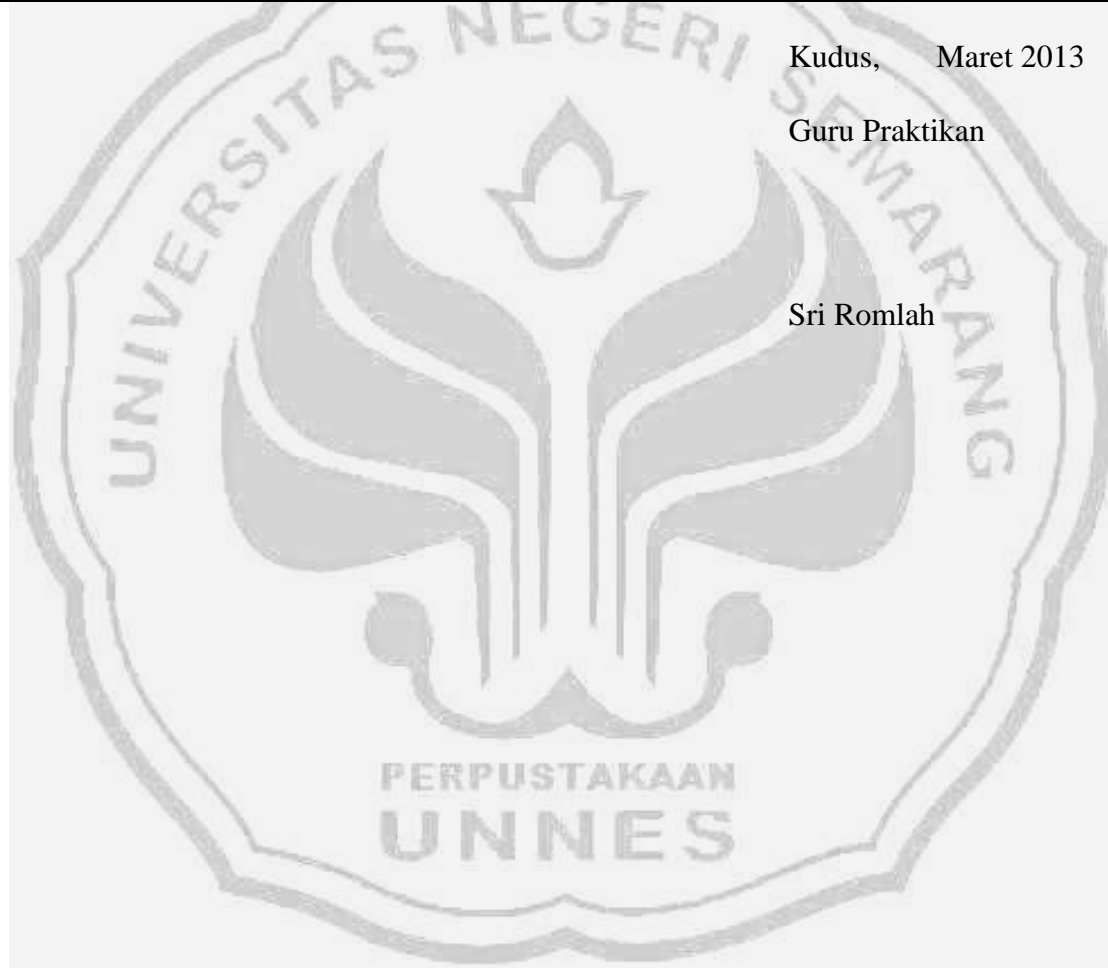 UNIVERSITAS NEGERI SEMARANG
Kudus, Maret 2013
Guru Praktikan
Sri Romlah
PERPUSTAKAAN
UNNES